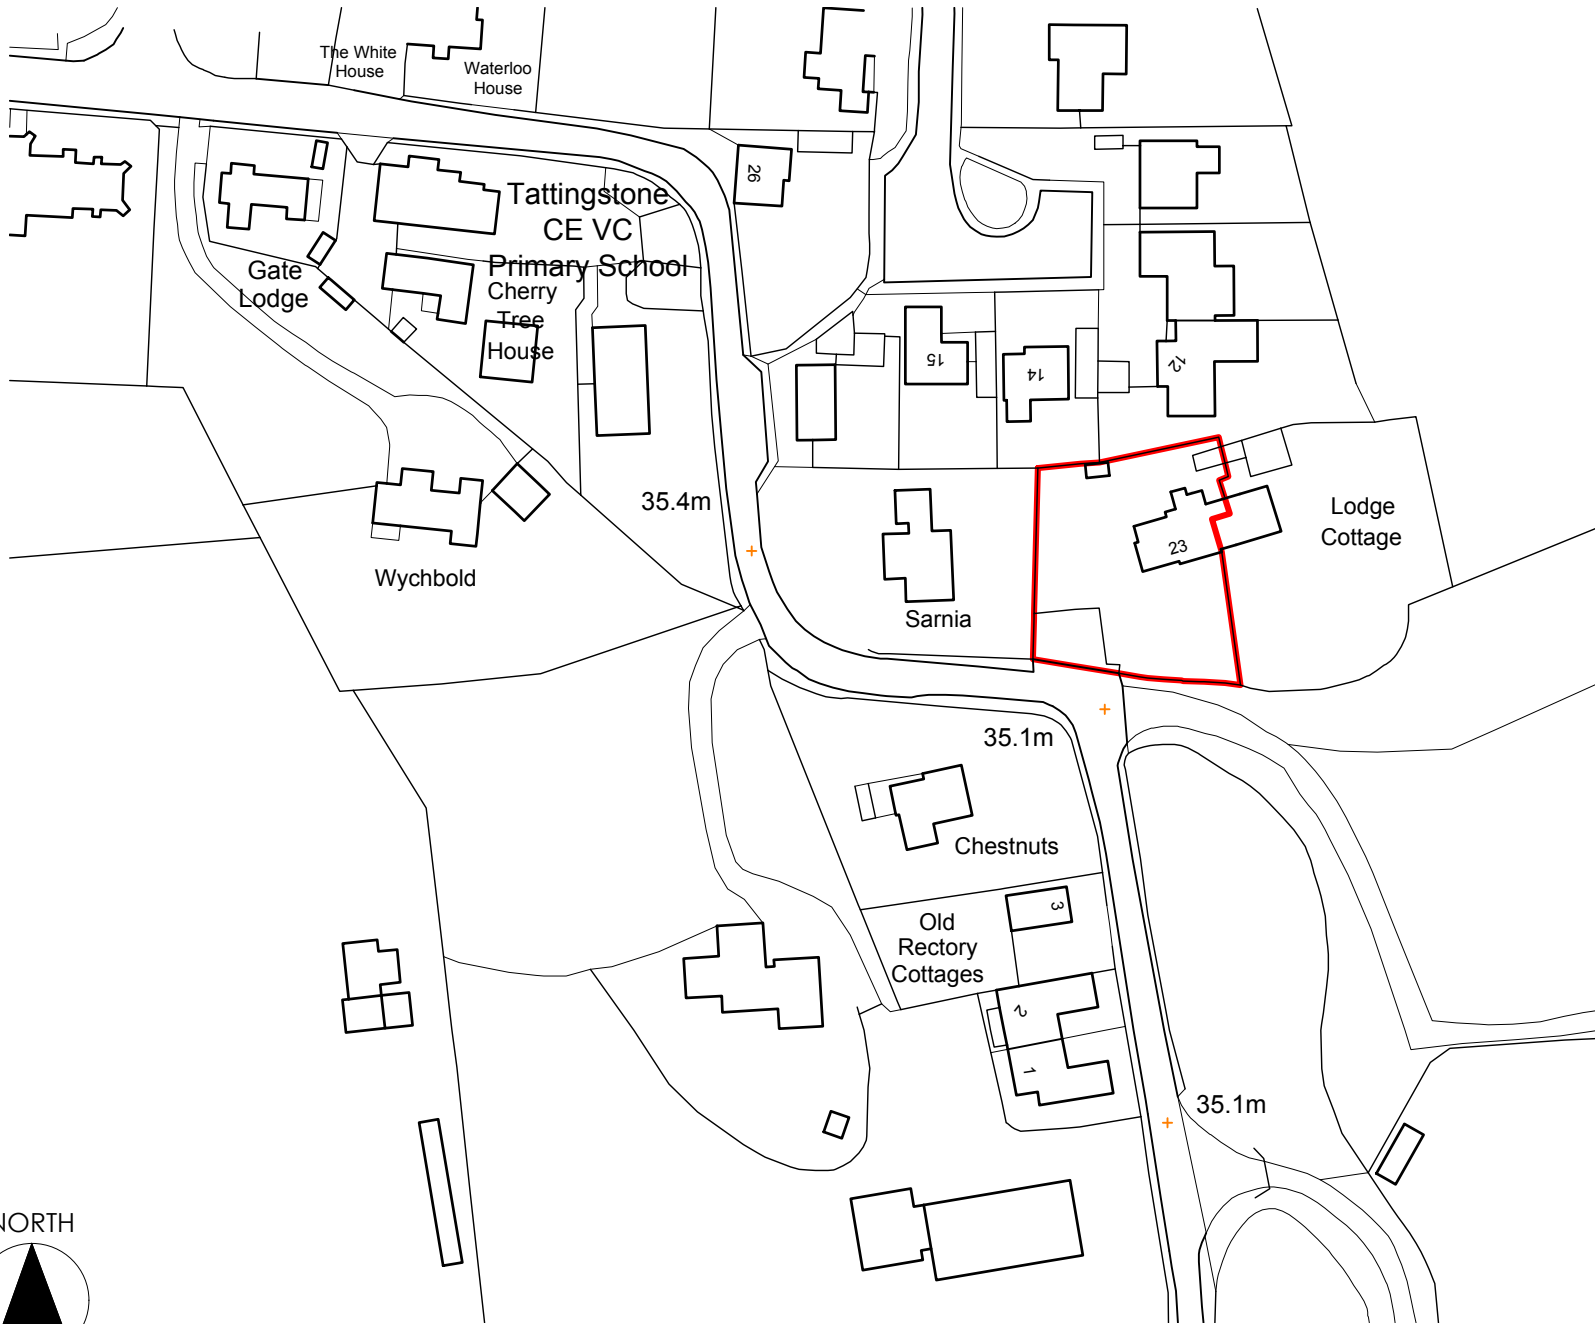 The White
House
Waterloo
House
26
Tattingstone
CE VC
Primary School
Gate
Lodge
Cherry
Tree
House
15
14
12
35.4m
23
Lodge
Cottage
Wychbold
Sarnia
35.1m
Chestnuts
3
Old
Rectory
Cottages
2
1
35.1m
NORTH